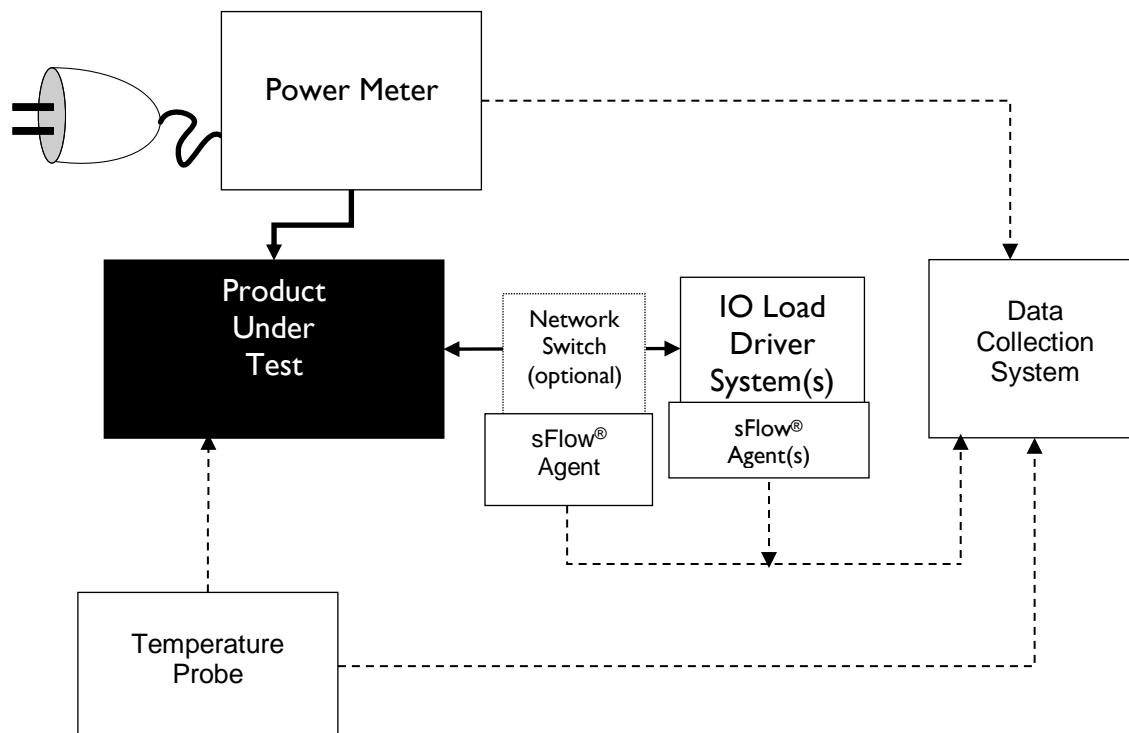 Power Meter
Product
Under
Test
Network
Switch
(optional)
sFlow®
Agent
IO Load
Driver
System(s)
sFlow®
Agent(s)
Data
Collection
System
Temperature
Probe